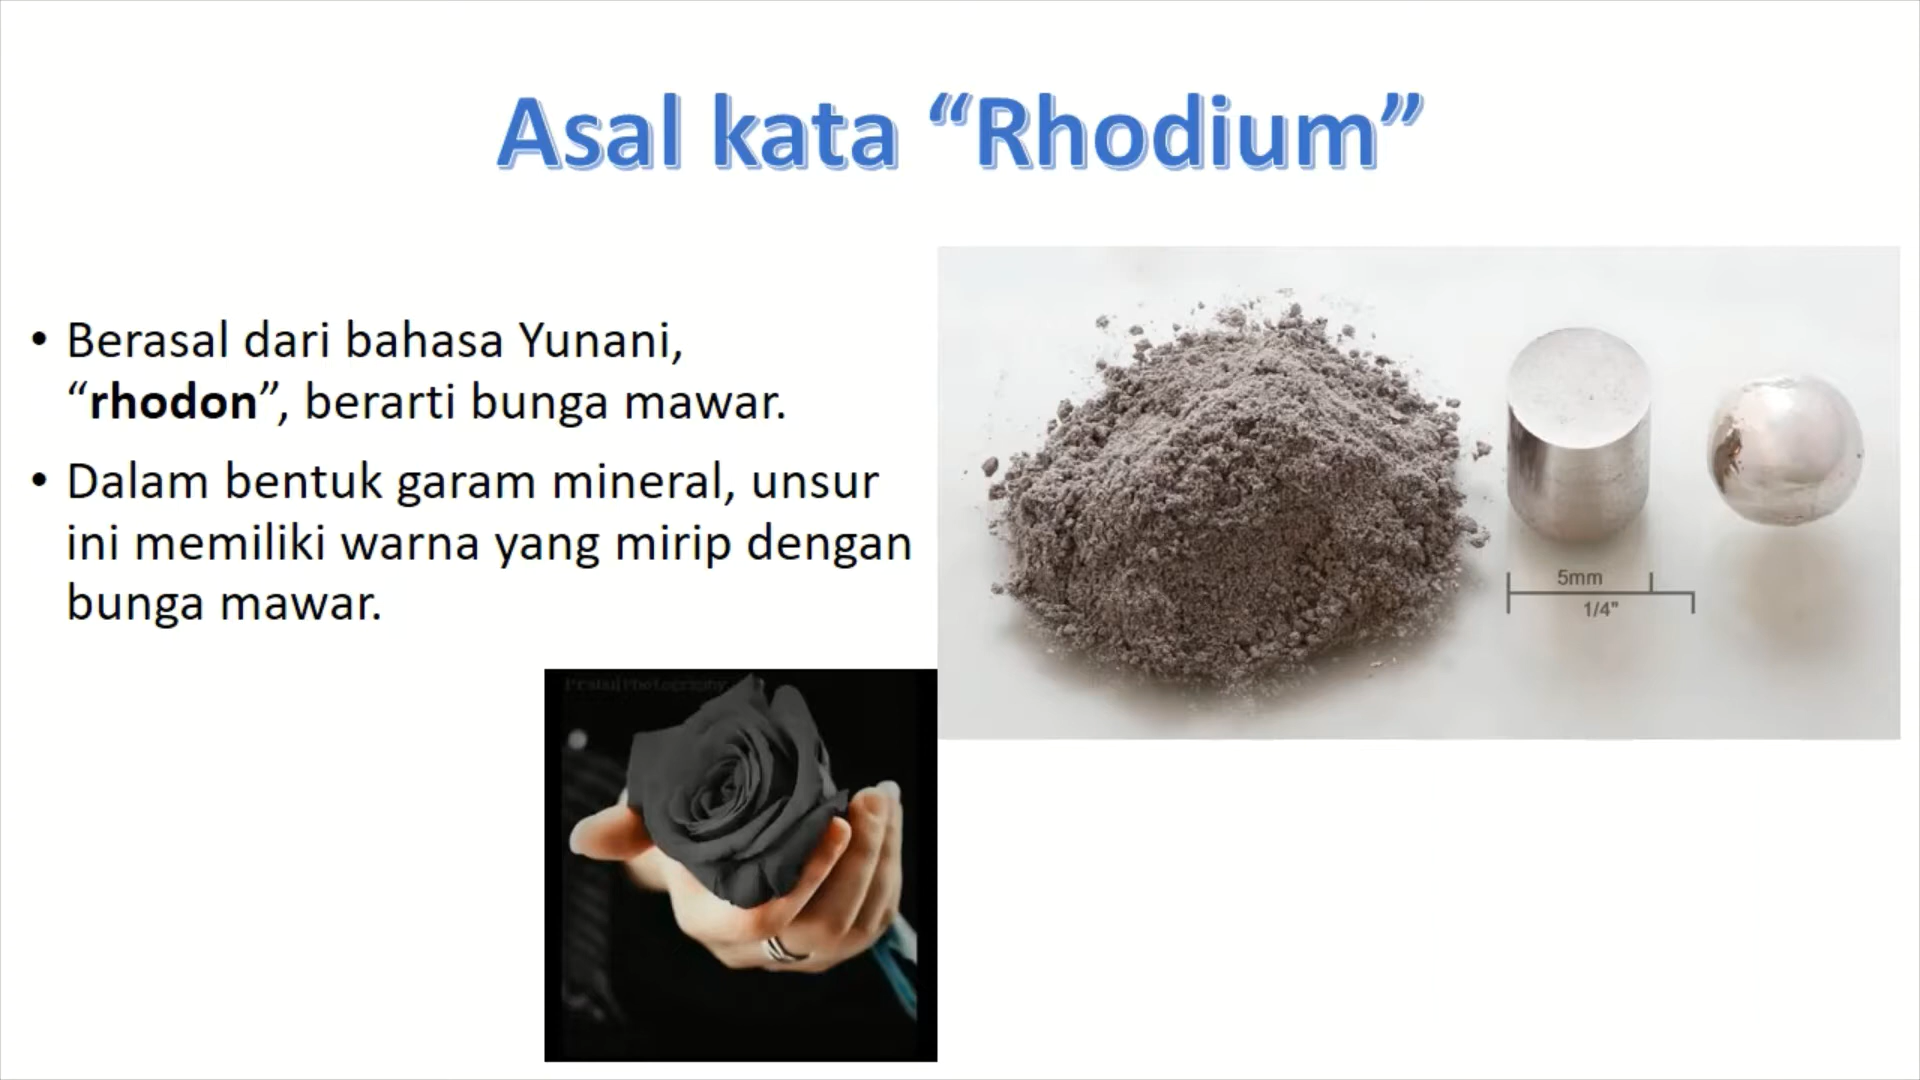 Asal kata “Rhodium”
• Berasal dari bahasa Yunani,
“rhodon”, berarti bunga mawar.
• Dalam bentuk garam mineral, unsur
ini memiliki warna yang mirip dengan
bunga mawar.
5mm
1/4"